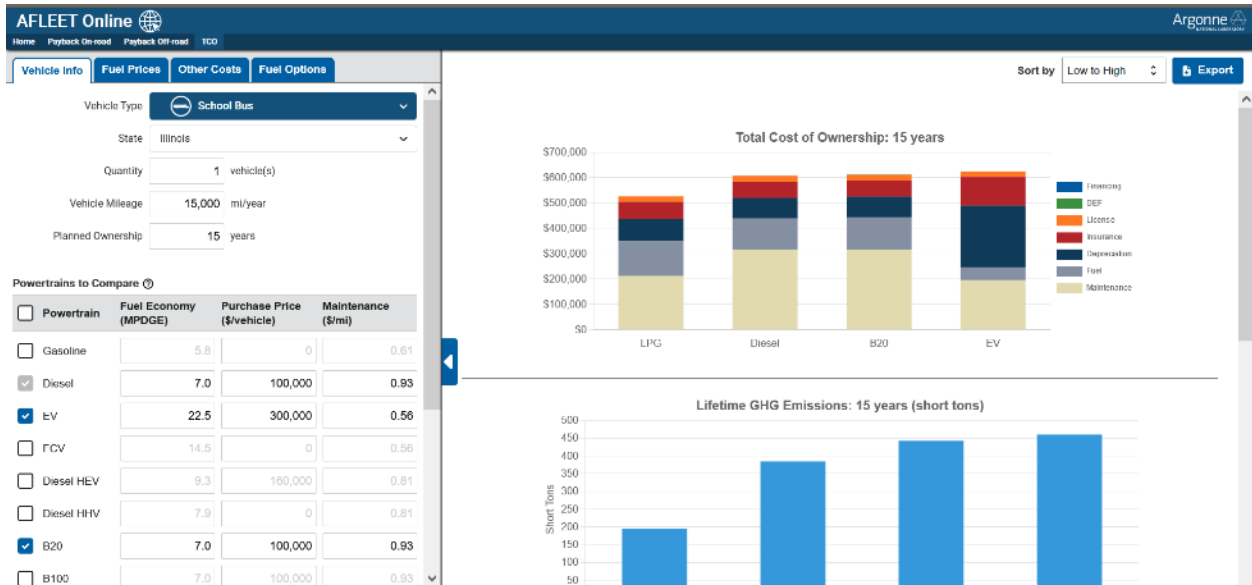 AFLEET Online
Argonne
NATIONAL LABORATORY
Home Payback On-road Payback Off-road TCO
Vehicle Info Fuel Prices Other Costs Fuel Options
Sort by Low to High Export
Vehicle Type School Bus
State Illinois
Quantity 1 vehicle(s)
Vehicle Mileage 15,000 mi/year
Planned Ownership 15 years
Powertrains to Compare
Powertrain Fuel Economy (MPDGE) Purchase Price ($/vehicle) Maintenance ($/mi)
Gasoline 5.8 0 0.61
Diesel 7.0 100,000 0.93
EV 22.5 300,000 0.56
FCV 14.5 0 0.56
Diesel HEV 9.3 160,000 0.81
Diesel HHV 7.9 0 0.81
B20 7.0 100,000 0.93
B100 7.0 100,000 0.93
Total Cost of Ownership: 15 years
$700,000
$600,000
$500,000
$400,000
$300,000
$200,000
$100,000
$0
LPG Diesel B20 EV
Financing
DEF
License
Insurance
Depreciation
Fuel
Maintenance
Lifetime GHG Emissions: 15 years (short tons)
Short Tons
500
450
400
350
300
250
200
150
100
50